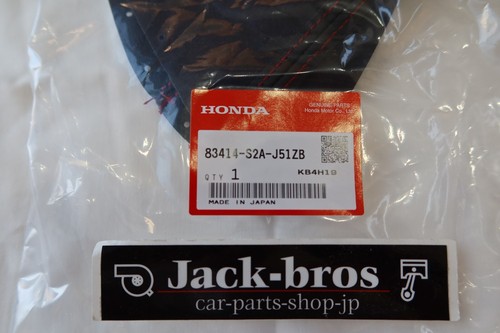 HONDA
GENUINE PARTS
Honda Motor Co., Ltd.
83414-S2A-J51ZB
QTY 1
KB4H19
MADE IN JAPAN
Jack-bros
car-parts-shop-jp